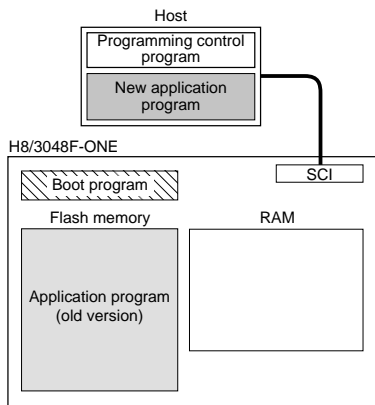 Host
Programming control
program
New application
program
H8/3048F-ONE
SCI
Boot program
Flash memory
RAM
Application program
(old version)